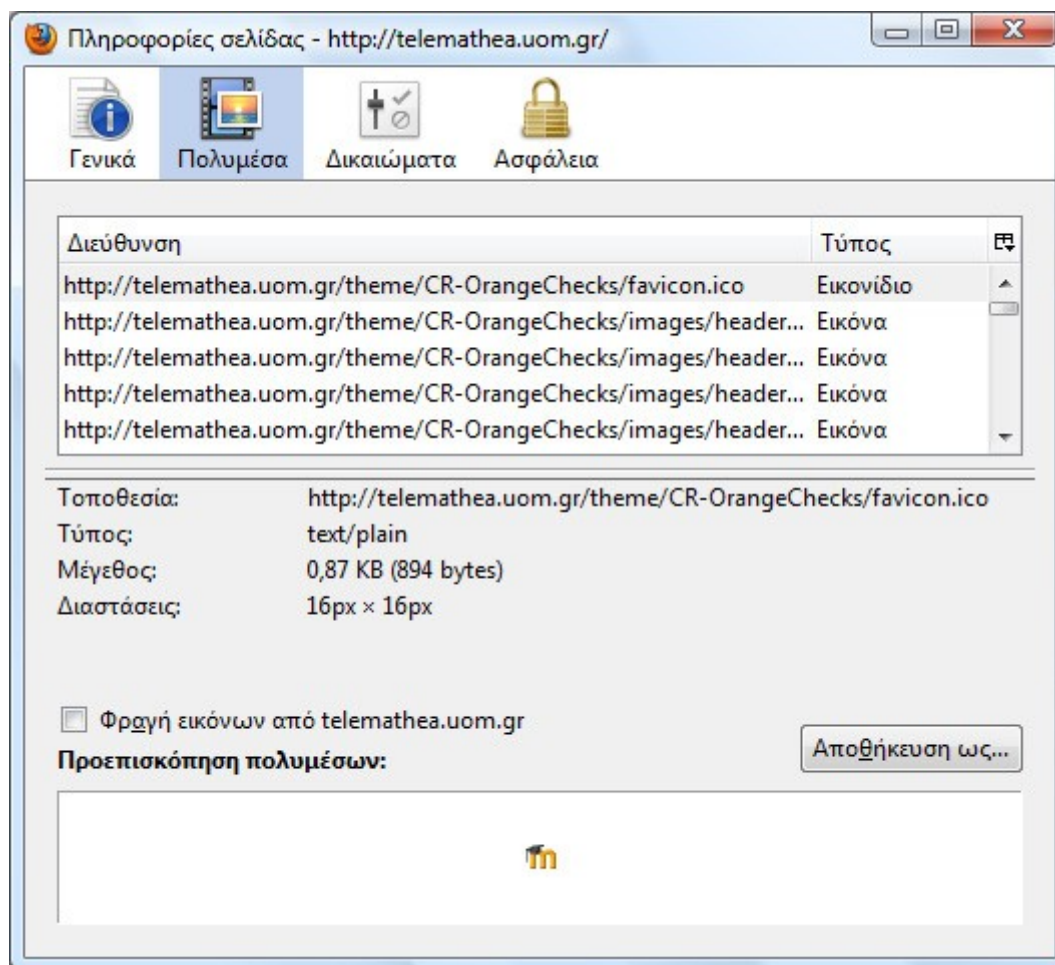 Πληροφορίες σελίδας - http://telemathea.uom.gr/
Γενικά Πολυμέσα Δικαιώματα Ασφάλεια
Διεύθυνση Τύπος
http://telemathea.uom.gr/theme/CR-OrangeChecks/favicon.ico Εικονίδιο
http://telemathea.uom.gr/theme/CR-OrangeChecks/images/header... Εικόνα
http://telemathea.uom.gr/theme/CR-OrangeChecks/images/header... Εικόνα
http://telemathea.uom.gr/theme/CR-OrangeChecks/images/header... Εικόνα
http://telemathea.uom.gr/theme/CR-OrangeChecks/images/header... Εικόνα
Τοποθεσία: http://telemathea.uom.gr/theme/CR-OrangeChecks/favicon.ico
Τύπος: text/plain
Μέγεθος: 0,87 KB (894 bytes)
Διαστάσεις: 16px × 16px
Φραγή εικόνων από telemathea.uom.gr
Προεπισκόπηση πολυμέσων:
Αποθήκευση ως...
m